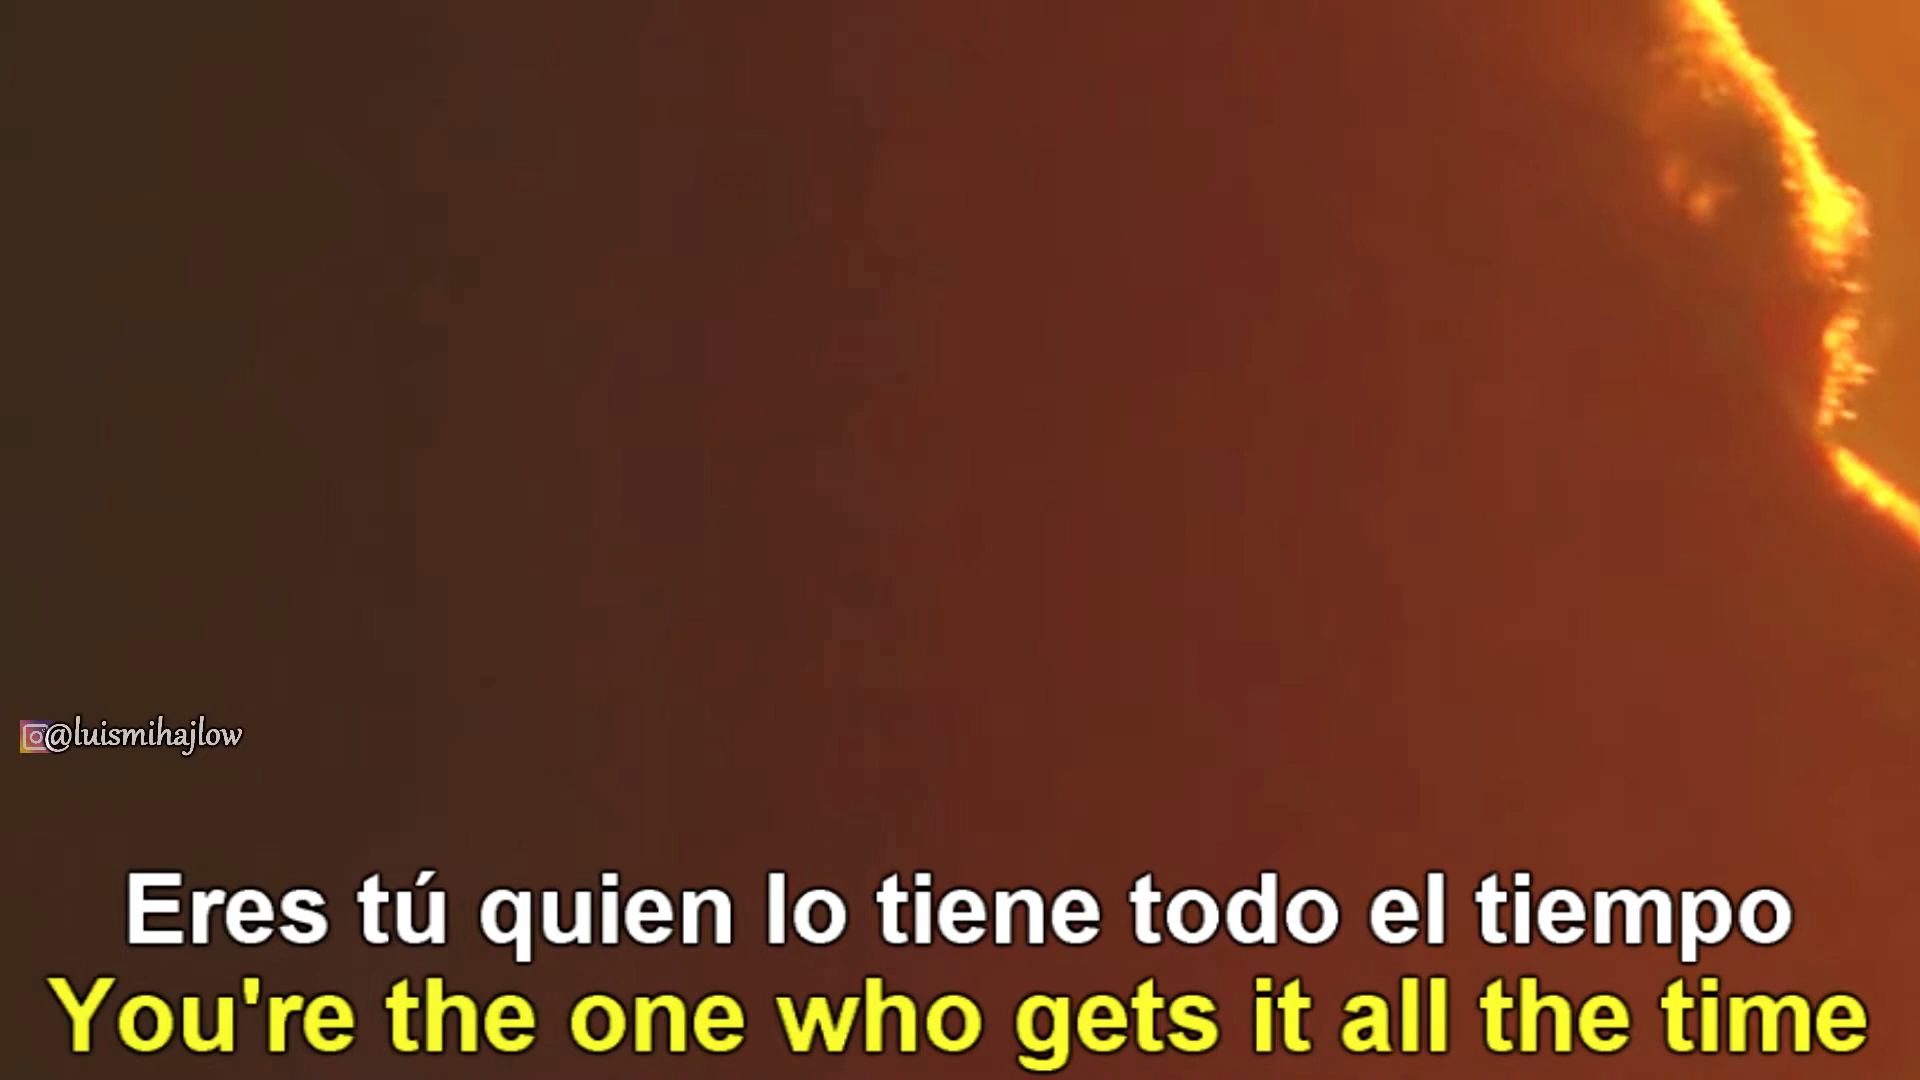 @luismihajlow
Eres tú quien lo tiene todo el tiempo
You're the one who gets it all the time